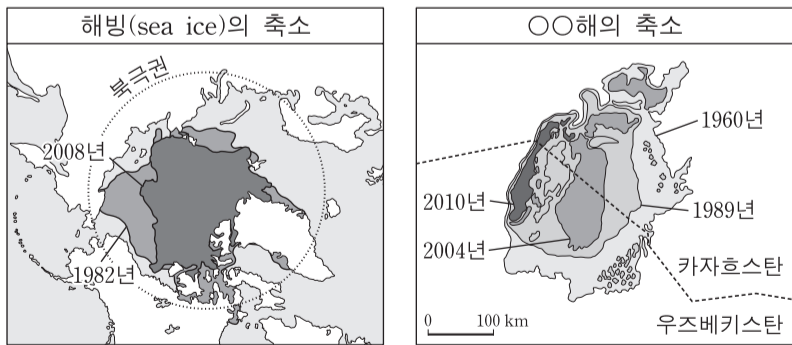 해빙(sea ice)의 축소
북극권
2008년
1982년
○○해의 축소
1960년
2010년
1989년
2004년
카자흐스탄
우즈베키스탄
0 100 km